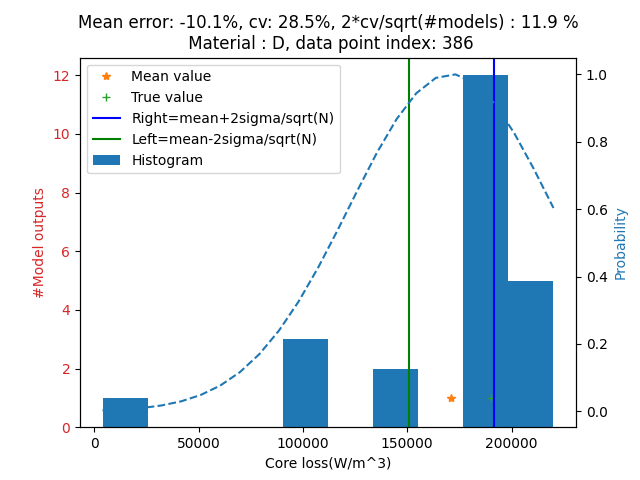 Mean error: -10.1%, cv: 28.5%, 2*cv/sqrt(#models) : 11.9 %
Material : D, data point index: 386
Mean value
True value
Right=mean+2sigma/sqrt(N)
Left=mean-2sigma/sqrt(N)
Histogram
#Model outputs
12
10
8
6
4
2
0
Probability
1.0
0.8
0.6
0.4
0.2
0.0
0 50000 100000 150000 200000
Core loss(W/m^3)